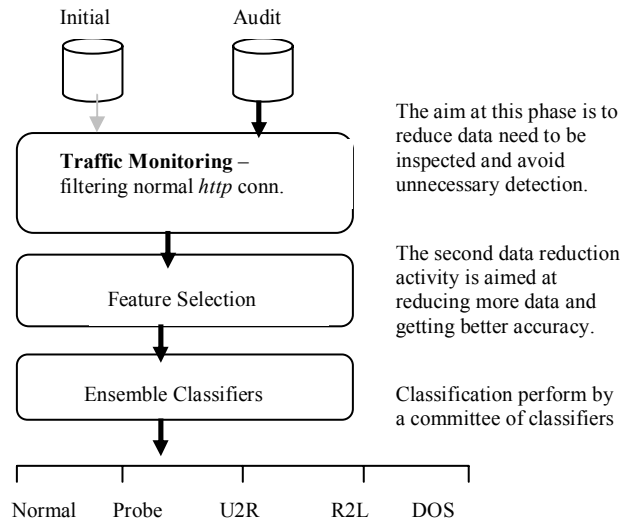 Initial
Audit
Traffic Monitoring –
filtering normal http conn.
The aim at this phase is to
reduce data need to be
inspected and avoid
unnecessary detection.
Feature Selection
The second data reduction
activity is aimed at
reducing more data and
getting better accuracy.
Ensemble Classifiers
Classification perform by
a committee of classifiers
Normal
Probe
U2R
R2L
DOS